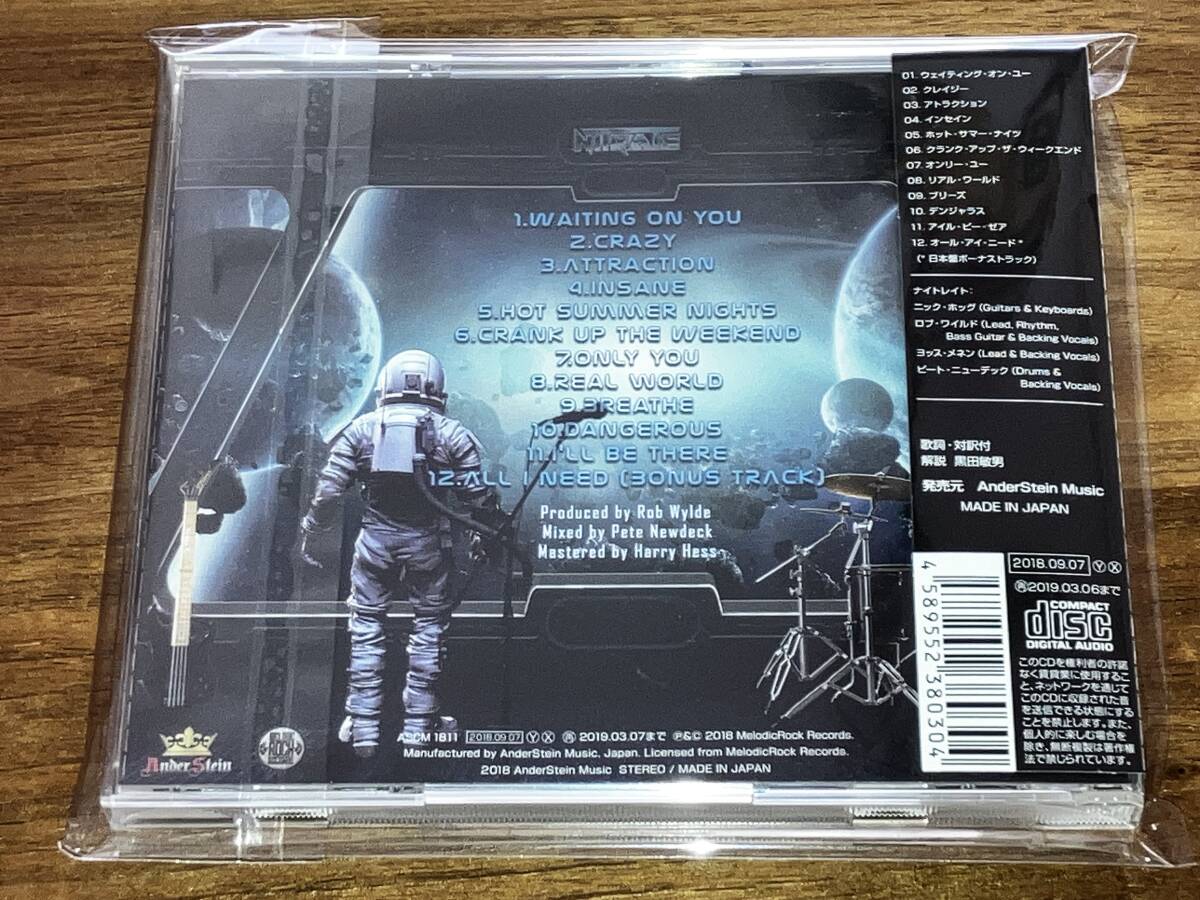 NITRATE
1.WAITING ON YOU
2.CRAZY
3.ATTRACTION
4.INSANE
5.HOT SUMMER NIGHTS
6.CRANK UP THE WEEKEND
7.ONLY YOU
8.REAL WORLD
9.BREATHE
10.DANGEROUS
11.I'LL BE THERE
12.ALL I NEED (BONUS TRACK)
Produced by Rob Wylde
Mixed by Pete Newdeck
Mastered by Harry Hess
AnderStein
ROCK
ASCM 1811 2018.09.07 Ⓨ Ⓧ ㋚ 2019.03.07まで ℗&© 2018 MelodicRock Records.
Manufactured by AnderStein Music, Japan. Licensed from MelodicRock Records.
2018 AnderStein Music STEREO / MADE IN JAPAN
01. ウェイティング・オン・ユー
02. クレイジー
03. アトラクション
04. インセイン
05. ホット・サマー・ナイツ
06. クランク・アップ・ザ・ウィークエンド
07. オンリー・ユー
08. リアル・ワールド
09. ブリーズ
10. デンジャラス
11. アイル・ビー・ゼア
12. オール・アイ・ニード*
(* 日本盤ボーナストラック)
ナイトレイト:
ニック・ホッグ (Guitars & Keyboards)
ロブ・ワイルド (Lead, Rhythm,
Bass Guitar & Backing Vocals)
ヨッス・メネン (Lead & Backing Vocals)
ピート・ニューデック (Drums &
Backing Vocals)
歌詞・対訳付
解説 黒田敏男
発売元 AnderStein Music
MADE IN JAPAN
4589552380304
2018.09.07 Ⓨ Ⓧ
㋚2019.03.06まで
COMPACT
disc
DIGITAL AUDIO
このCDを権利者の許諾
なく賃貸業に使用するこ
と、ネットワークを通じて
このCDに収録された音
を送信できる状態にする
ことを禁止します。また、
個人的に楽しむ場合を
除き、無断複製は著作権
法で禁じられています。